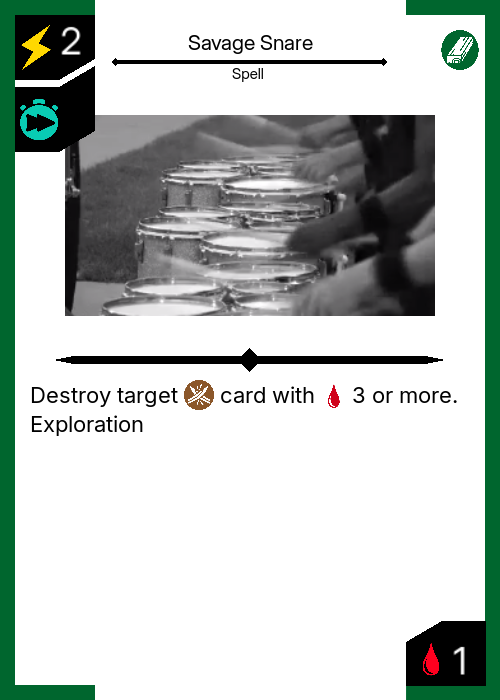 2
Savage Snare
Spell
Destroy target card with 3 or more.
Exploration
1